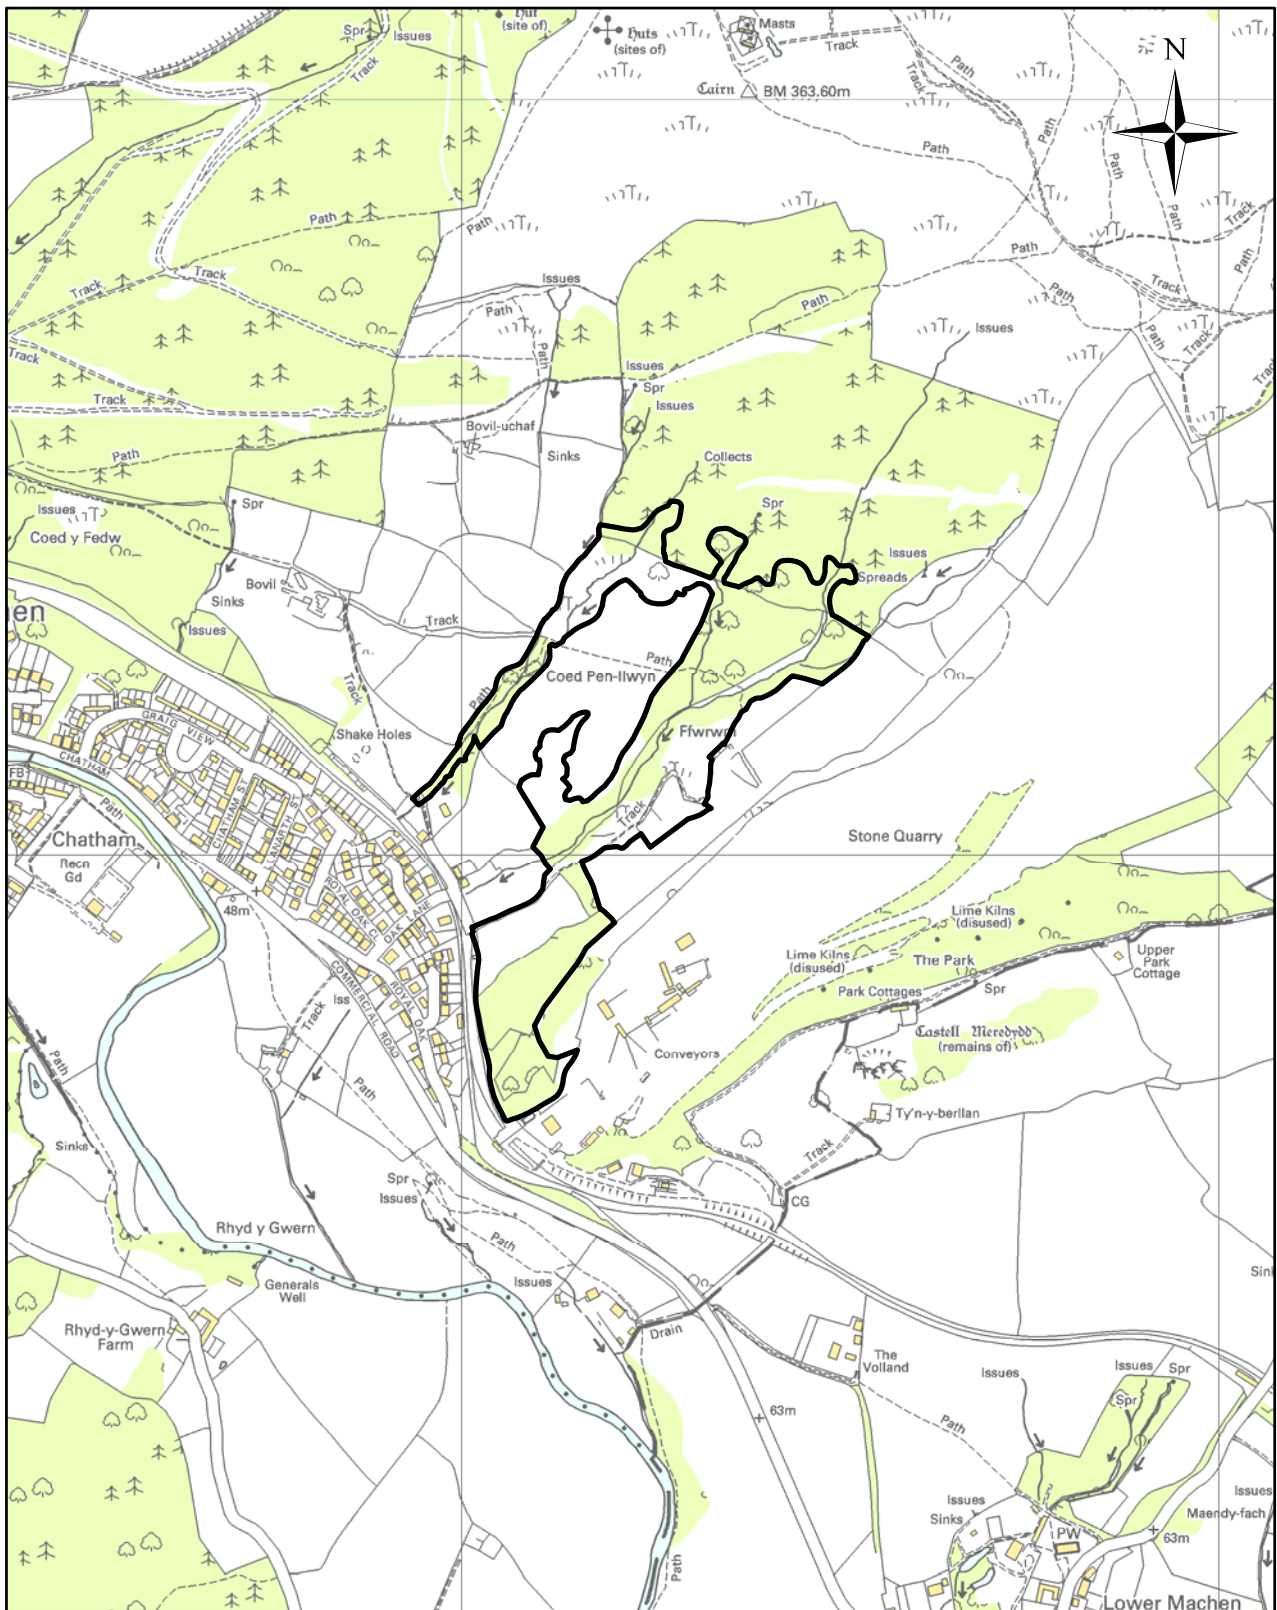 Hut
(site of)
Huts
(sites of)
Masts
Track
Path
Track
N
Spr
Issues
Track
Cairn
BM 363.60m
Path
Path
Path
Path
Track
Path
Path
Path
Track
Path
Track
Track
Issues
Path
Path
Path
Path
Track
Path
Track
Issues
Track
Path
Issues
Spr
Issues
Track
Bovil-uchaf
Path
Sinks
Collects
Issues
Spr
Spr
Coed y Fedw
Issues
Spreads
Bovil
Sinks
Track
Issues
Path
Coed Pen-llwyn
Path
Track
GRAIG VIEW
Shake Holes
Ffwrwm
CHATHAM
FB
Path
CHATHAM ST
LANARTH ST
Track
Chatham
Stone Quarry
Recn
Gd
48m
ROYAL OAK CL
OAK LANE
Lime Kilns
(disused)
Lime Kilns
(disused)
The Park
Upper
Park
Cottage
COMMERCIAL ROAD
ROYAL OAK
Iss
Track
Park Cottages
Spr
Castell Meredydd
(remains of)
Path
Conveyors
Path
Ty'n-y-berllan
Sinks
Track
Spr
Issues
CG
Rhyd y Gwern
Path
Issues
Generals
Well
Rhyd-y-Gwern
Farm
Drain
The
Volland
Issues
Issues
Spr
Spr
63m
Path
Issues
Sinks
Issues
Maendy-fach
PW
63m
Path
Lower Machen